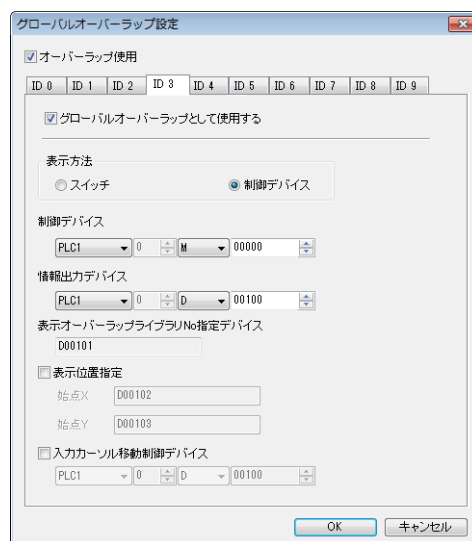 グローバルオーバーラップ設定
オーバーラップ使用
ID 0 ID 1 ID 2 ID 3 ID 4 ID 5 ID 6 ID 7 ID 8 ID 9
グローバルオーバーラップとして使用する
表示方法
スイッチ 制御デバイス
制御デバイス
PLC1 0 M 00000
情報出力デバイス
PLC1 0 D 00100
表示オーバーラップライブラリNo指定デバイス
D00101
表示位置指定
始点X D00102
始点Y D00103
入力カーソル移動制御デバイス
PLC1 0 D 00100
OK キャンセル